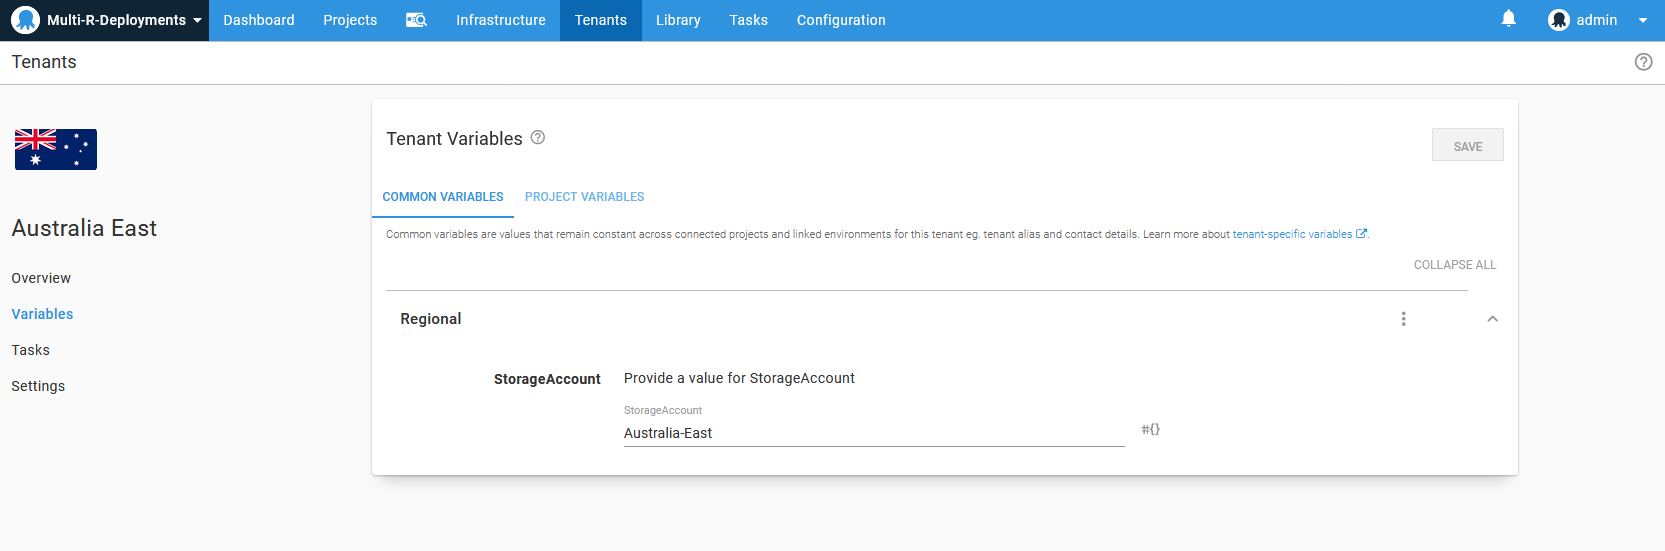 Multi-R-Deployments Dashboard Projects Infrastructure Tenants Library Tasks Configuration admin
Tenants
Tenant Variables
SAVE
COMMON VARIABLES PROJECT VARIABLES
Australia East
Common variables are values that remain constant across connected projects and linked environments for this tenant eg. tenant alias and contact details. Learn more about tenant-specific variables.
COLLAPSE ALL
Overview
Variables
Tasks
Settings
Regional
StorageAccount Provide a value for StorageAccount
StorageAccount
Australia-East #{}